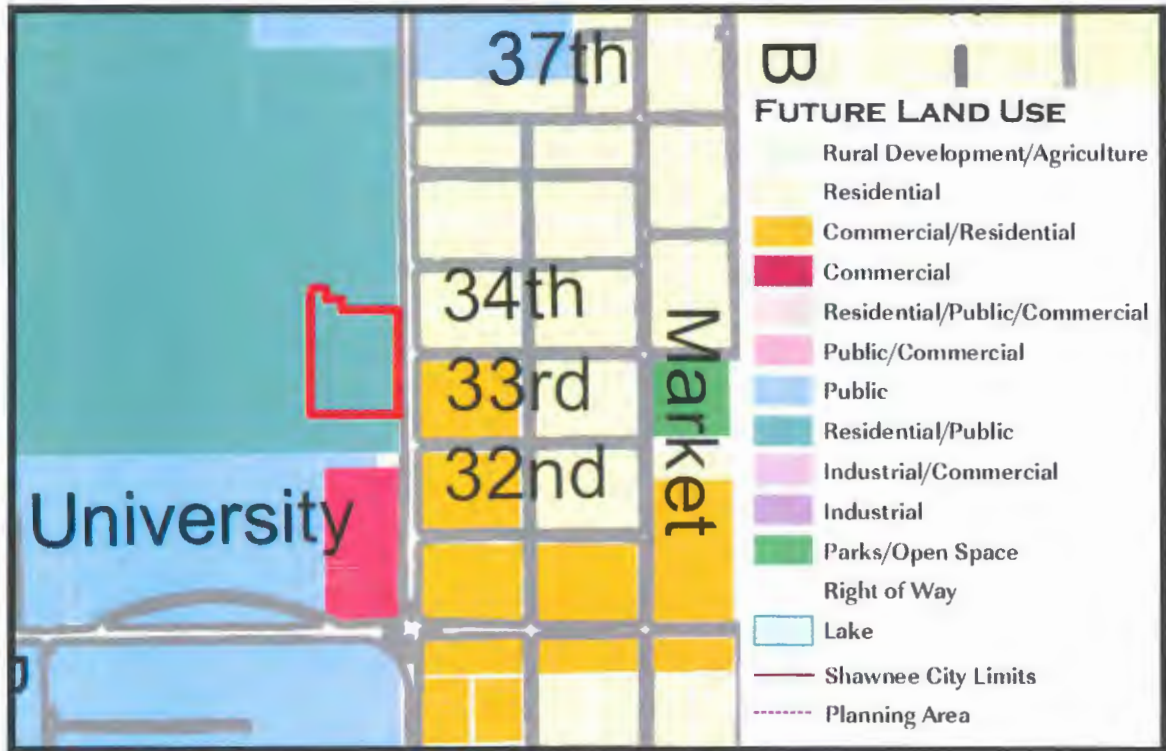 37th
34th
33rd
32nd
Market
University
B
FUTURE LAND USE
Rural Development/Agriculture
Residential
Commercial/Residential
Commercial
Residential/Public/Commercial
Public/Commercial
Public
Residential/Public
Industrial/Commercial
Industrial
Parks/Open Space
Right of Way
Lake
Shawnee City Limits
Planning Area